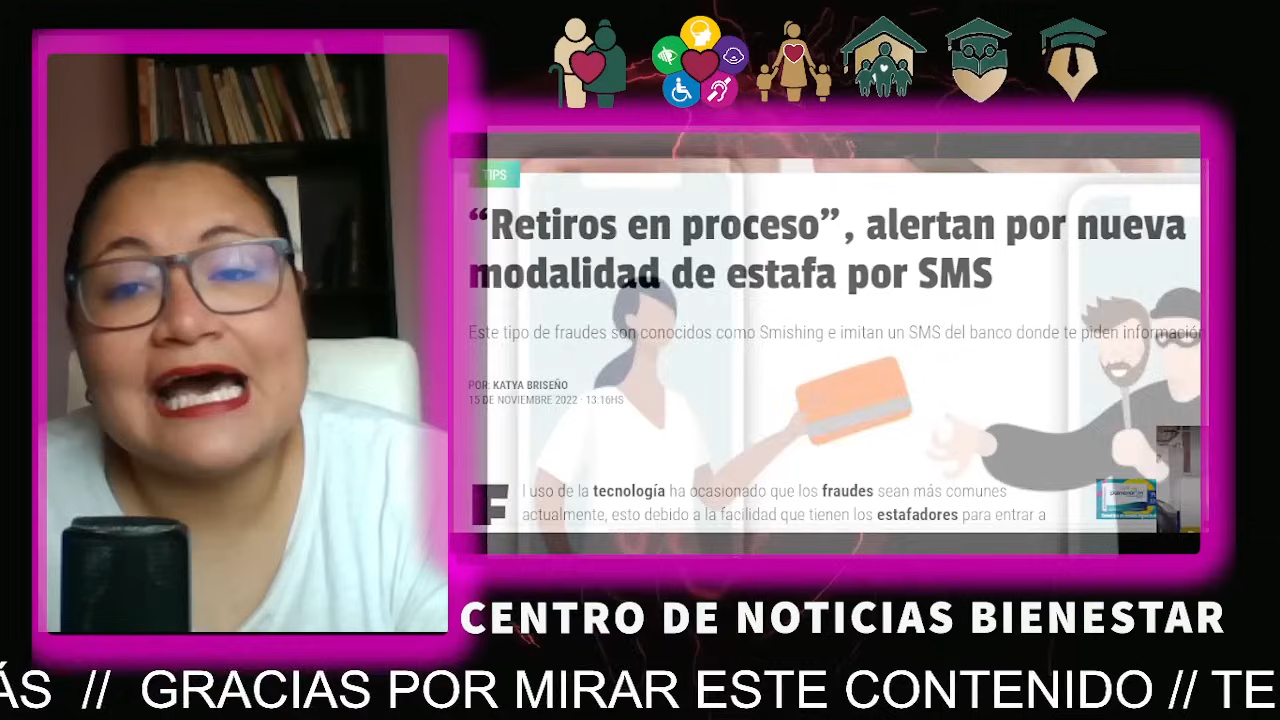 TIPS
“Retiros en proceso”, alertan por nueva
modalidad de estafa por SMS
Este tipo de fraudes son conocidos como Smishing e imitan un SMS del banco donde te piden información
POR: KATYA BRISEÑO
15 DE NOVIEMBRE 2022 · 13:16HS
El uso de la tecnología ha ocasionado que los fraudes sean más comunes
actualmente, esto debido a la facilidad que tienen los estafadores para entrar a
CENTRO DE NOTICIAS BIENESTAR
ÁS // GRACIAS POR MIRAR ESTE CONTENIDO // TE